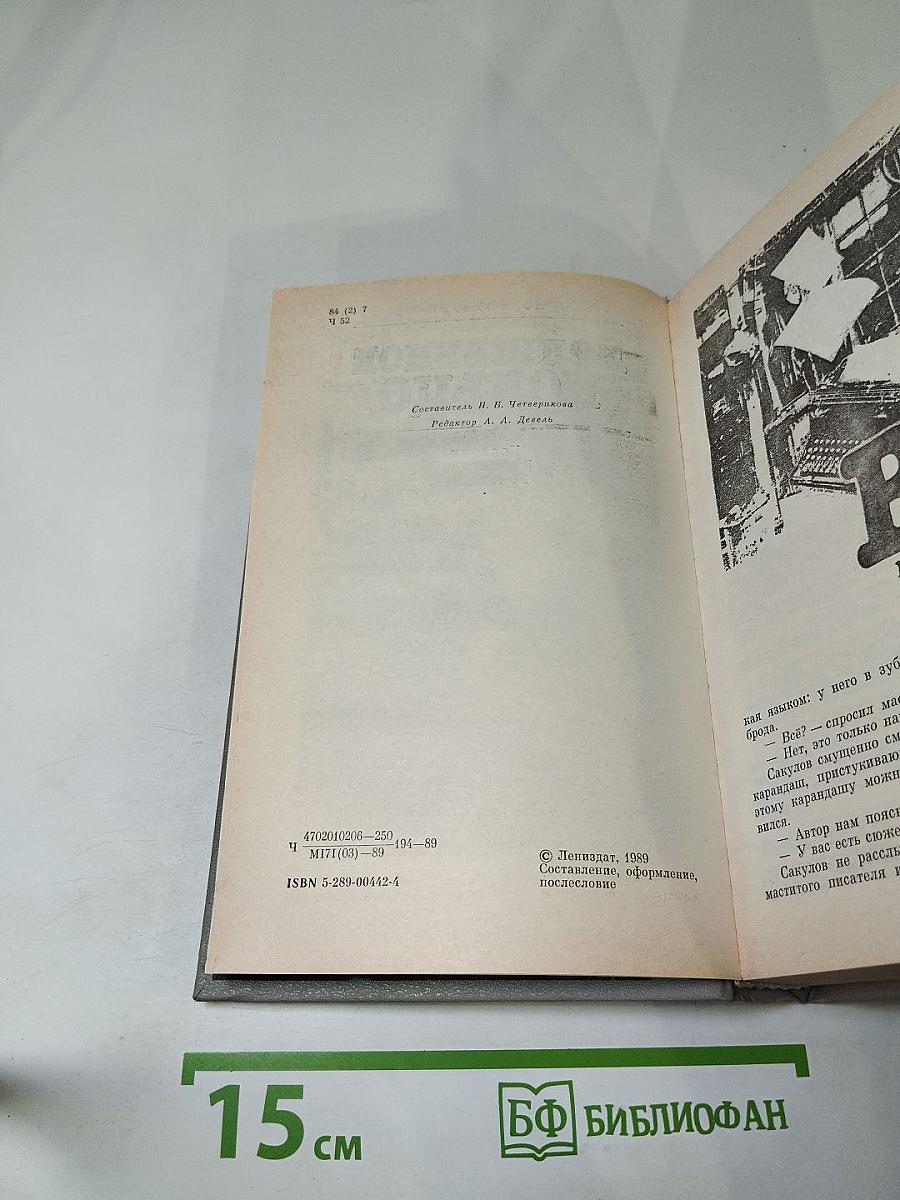 84 (2) 7
Ч 52
Составитель Н. Б. Четверикова
Редактор А. А. Девель
Ч 4702010206—250
М171(03)—89 194—89
ISBN 5-289-00442-4
© Лениздат, 1989
Составление, оформление,
послесловие
кая языком: у него в зуб
брода.
— Всё? — спросил мас
— Нет, это только на
Сакулов смущенно см
карандаш, пристукиваю
этому карандашу можн
вился.
— Автор нам поясн
— У вас есть сюже
Сакулов не расслы
маститого писателя и
15 см
БФ БИБЛИОФАН